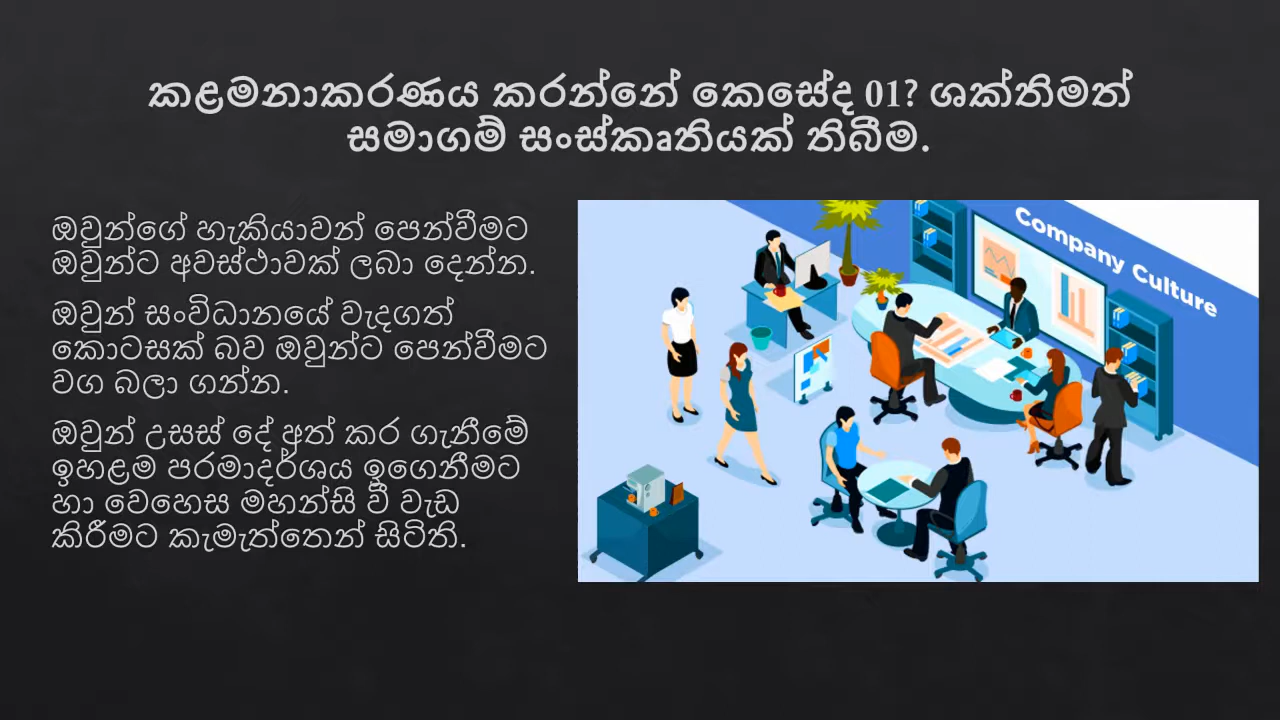 කළමනාකරණය කරන්නේ කෙසේද 01? ශක්තිමත්
සමාගම් සංස්කෘතියක් තිබීම.
ඔවුන්ගේ හැකියාවන් පෙන්වීමට
ඔවුන්ට අවස්ථාවක් ලබා දෙන්න.
ඔවුන් සංවිධානයේ වැදගත්
කොටසක් බව ඔවුන්ට පෙන්වීමට
වග බලා ගන්න.
ඔවුන් උසස් දේ අත් කර ගැනීමේ
ඉහළම පරමාදර්ශය ඉගෙනීමට
හා වෙහෙස මහන්සි වී වැඩ
කිරීමට කැමැත්තෙන් සිටිති.
Company Culture